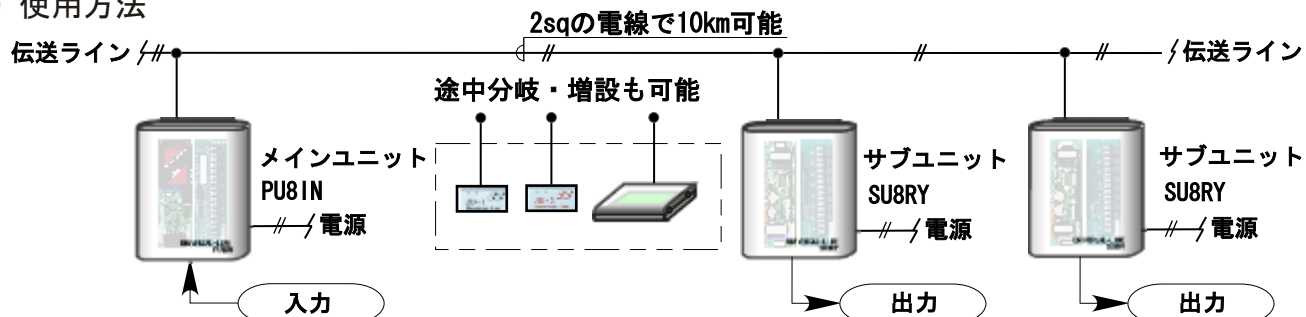 使用方法
2sqの電線で10km可能
伝送ライン
伝送ライン
途中分岐・増設も可能
メインユニット
PU8IN
電源
サブユニット
SU8RY
電源
サブユニット
SU8RY
電源
入力
出力
出力